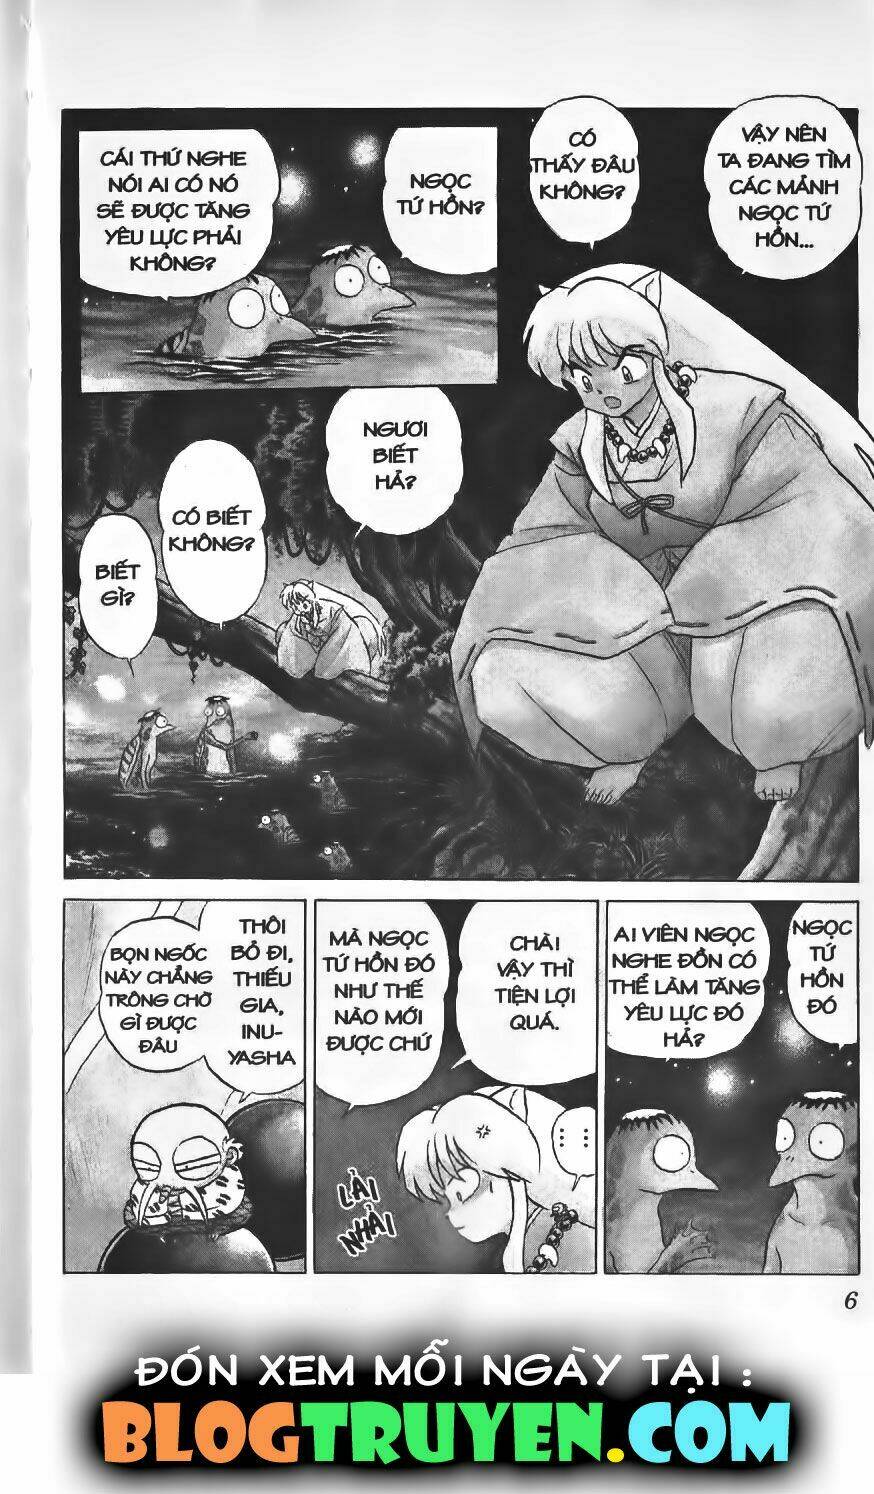 VẬY NÊN
TA ĐANG TÌM
CÁC MẢNH
NGỌC TỨ
HỒN...
CÓ
THẤY ĐÂU
KHÔNG?
NGỌC
TỨ HỒN?
CÁI THỨ NGHE
NÓI AI CÓ NÓ
SẼ ĐƯỢC TĂNG
YÊU LỰC PHẢI
KHÔNG?
NGƯƠI
BIẾT
HẢ?
CÓ BIẾT
KHÔNG?
BIẾT
GÌ?
NGỌC
TỨ
HỒN ĐÓ
AI VIÊN NGỌC
NGHE ĐỒN CÓ
THỂ LÀM TĂNG
YÊU LỰC ĐÓ
HẢ?
CHÀI
VẬY THÌ
TIỆN LỢI
QUÁ.
MÀ NGỌC
TỨ HỒN ĐÓ
NHƯ THẾ
NÀO MỚI
ĐƯỢC CHỨ
......
LẢI
NHẢI
THÔI
BỎ ĐI,
THIẾU
GIA,
INU-
YASHA
BỌN NGỐC
NÀY CHẲNG
TRÔNG CHỜ
GÌ ĐƯỢC
ĐÂU
6
ĐÓN XEM MỖI NGÀY TẠI :
BLOGTRUYEN.COM